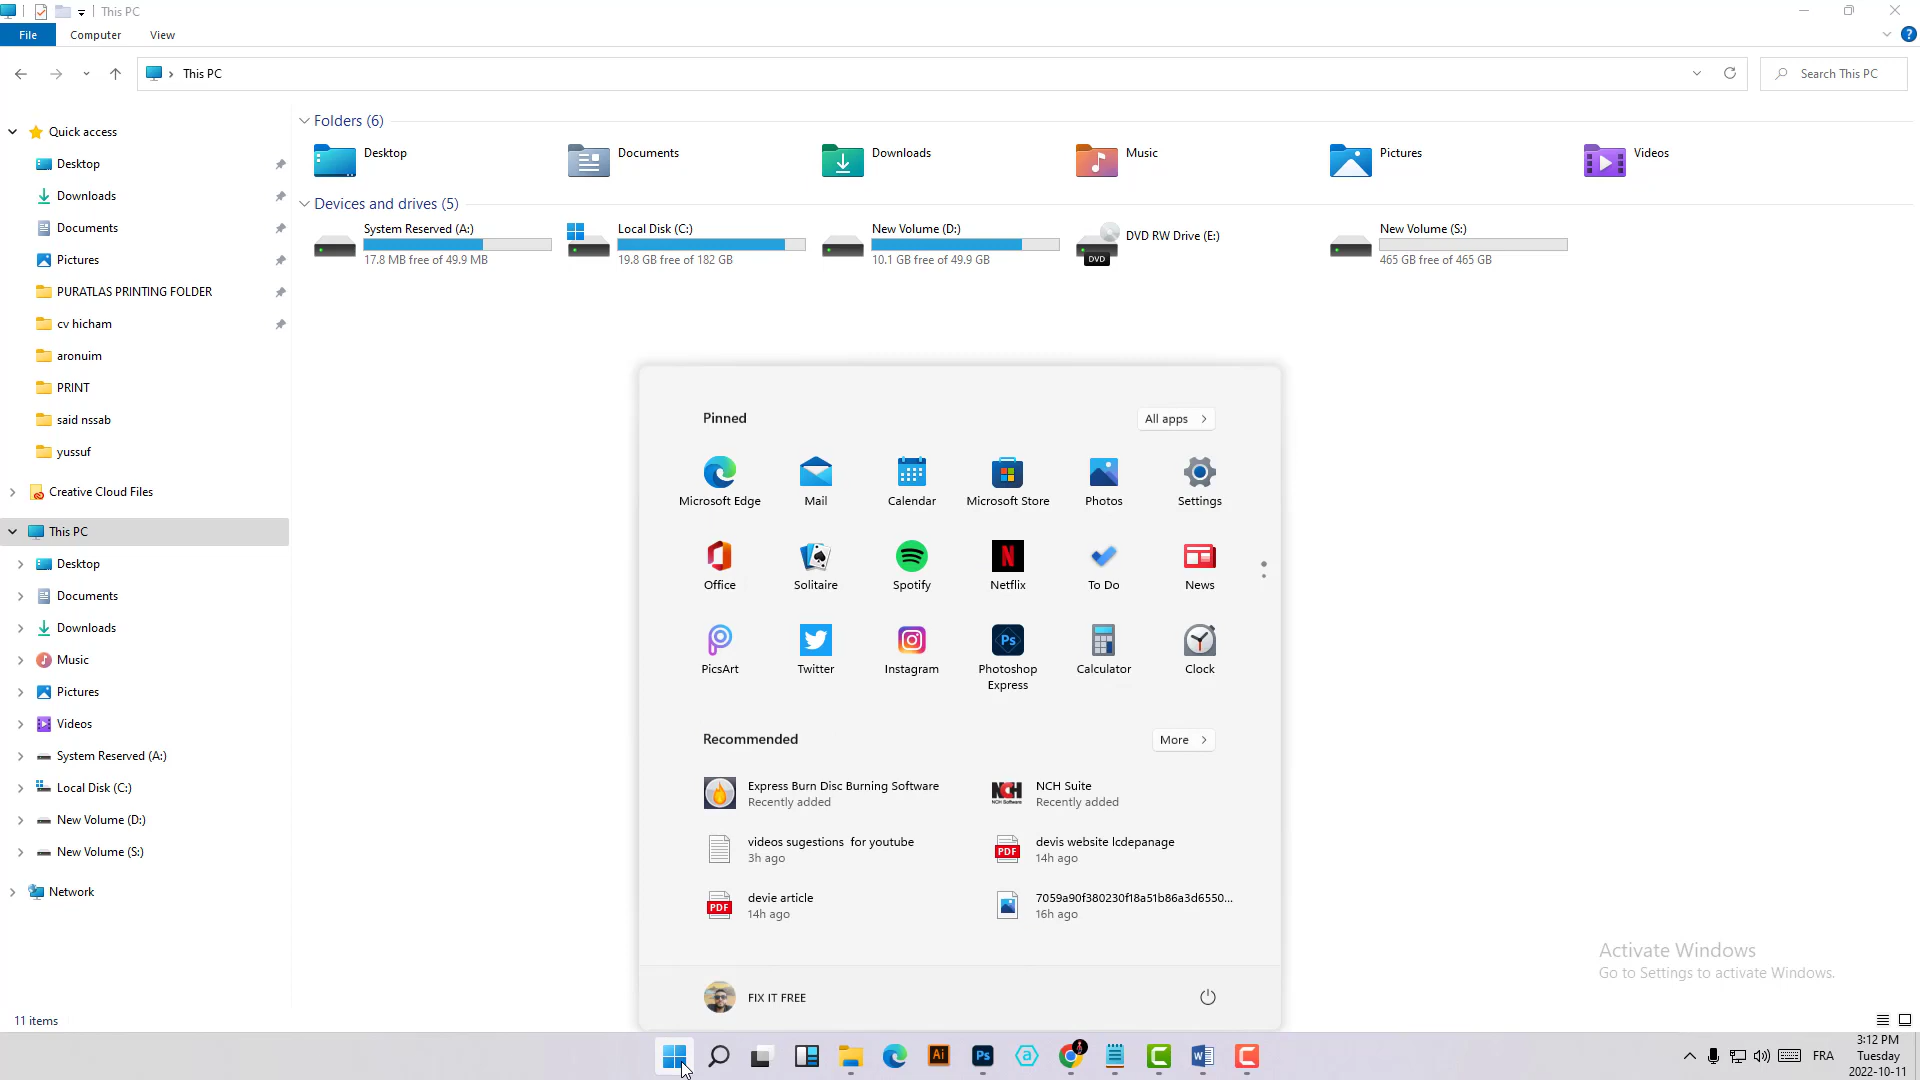 This PC
File
Computer
View
This PC
Search This PC
Quick access
Desktop
Downloads
Documents
Pictures
PURATLAS PRINTING FOLDER
cv hicham
aronuim
PRINT
said nssab
yussuf
Creative Cloud Files
This PC
Desktop
Documents
Downloads
Music
Pictures
Videos
System Reserved (A:)
Local Disk (C:)
New Volume (D:)
New Volume (S:)
Network
11 items
Folders (6)
Desktop
Documents
Downloads
Music
Pictures
Videos
Devices and drives (5)
System Reserved (A:)
17.8 MB free of 49.9 MB
Local Disk (C:)
19.8 GB free of 182 GB
New Volume (D:)
10.1 GB free of 49.9 GB
DVD
DVD RW Drive (E:)
New Volume (S:)
465 GB free of 465 GB
Pinned
All apps
Microsoft Edge
Mail
Calendar
Microsoft Store
Photos
Settings
Office
Solitaire
Spotify
Netflix
To Do
News
PicsArt
Twitter
Instagram
Ps
Photoshop
Express
Calculator
Clock
Recommended
More
Express Burn Disc Burning Software
Recently added
NCH
NCH Suite
Recently added
videos sugestions for youtube
3h ago
PDF
devis website lcdepanage
14h ago
PDF
devie article
14h ago
7059a90f380230f18a51b86a3d6550...
16h ago
FIX IT FREE
Activate Windows
Go to Settings to activate Windows.
Ai
Ps
FRA
3:12 PM
Tuesday
2022-10-11